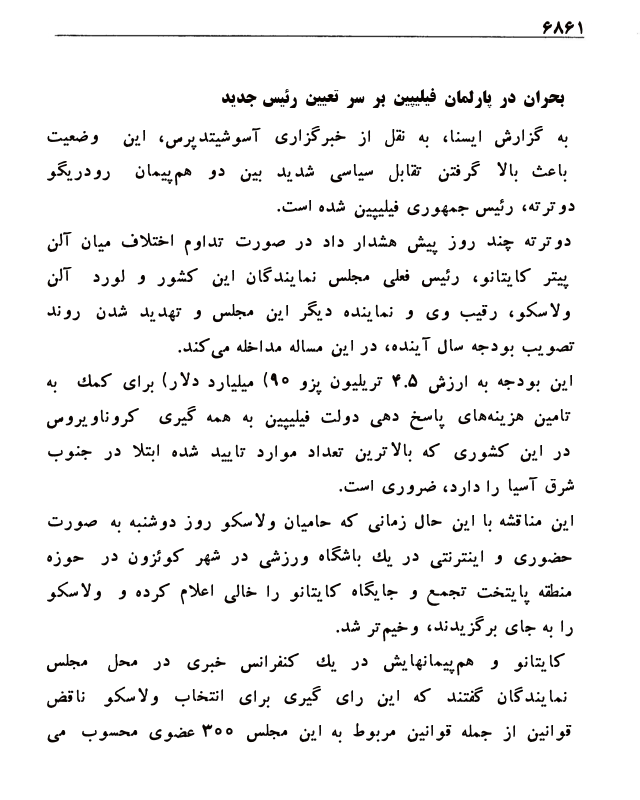 ۶۸۶۱
بحران در پارلمان فیلیپین بر سر تعیین رئیس جدید
به گزارش ایسنا، به نقل از خبرگزاری آسوشیتدپرس، این وضعیت
باعث بالا گرفتن تقابل سیاسی شدید بین دو هم‌پیمان رودریگو
دوترته، رئیس جمهوری فیلیپین شده است.
دوترته چند روز پیش هشدار داد در صورت تداوم اختلاف میان آلن
پیتر کایتانو، رئیس فعلی مجلس نمایندگان این کشور و لورد آلن
ولاسکو، رقیب وی و نماینده دیگر این مجلس و تهدید شدن روند
تصویب بودجه سال آینده، در این مساله مداخله می‌کند.
این بودجه به ارزش ۴.۵ تریلیون پزو ۹۰) میلیارد دلار) برای کمک به
تامین هزینه‌های پاسخ دهی دولت فیلیپین به همه گیری کروناویروس
در این کشوری که بالاترین تعداد موارد تایید شده ابتلا در جنوب
شرق آسیا را دارد، ضروری است.
این مناقشه با این حال زمانی که حامیان ولاسکو روز دوشنبه به صورت
حضوری و اینترنتی در یک باشگاه ورزشی در شهر کوئزون در حوزه
منطقه پایتخت تجمع و جایگاه کایتانو را خالی اعلام کرده و ولاسکو
را به جای برگزیدند، وخیم‌تر شد.
کایتانو و هم‌پیمانهایش در یک کنفرانس خبری در محل مجلس
نمایندگان گفتند که این رای گیری برای انتخاب ولاسکو ناقض
قوانین از جمله قوانین مربوط به این مجلس ۳۰۰ عضوی محسوب می